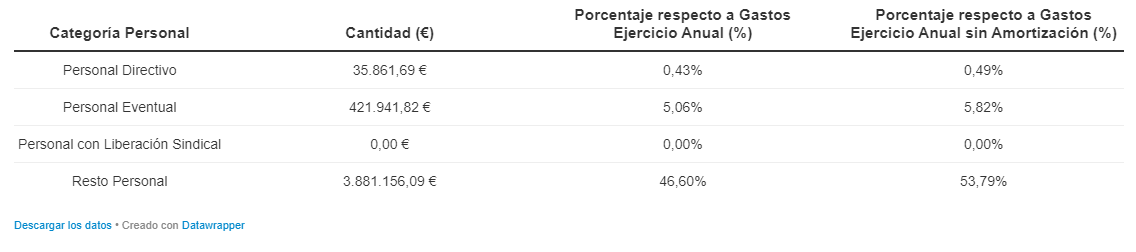 Categoría Personal Cantidad (€) Porcentaje respecto a Gastos Ejercicio Anual (%) Porcentaje respecto a Gastos Ejercicio Anual sin Amortización (%)
Personal Directivo 35.861,69 € 0,43% 0,49%
Personal Eventual 421.941,82 € 5,06% 5,82%
Personal con Liberación Sindical 0,00 € 0,00% 0,00%
Resto Personal 3.881.156,09 € 46,60% 53,79%
Descargar los datos • Creado con Datawrapper